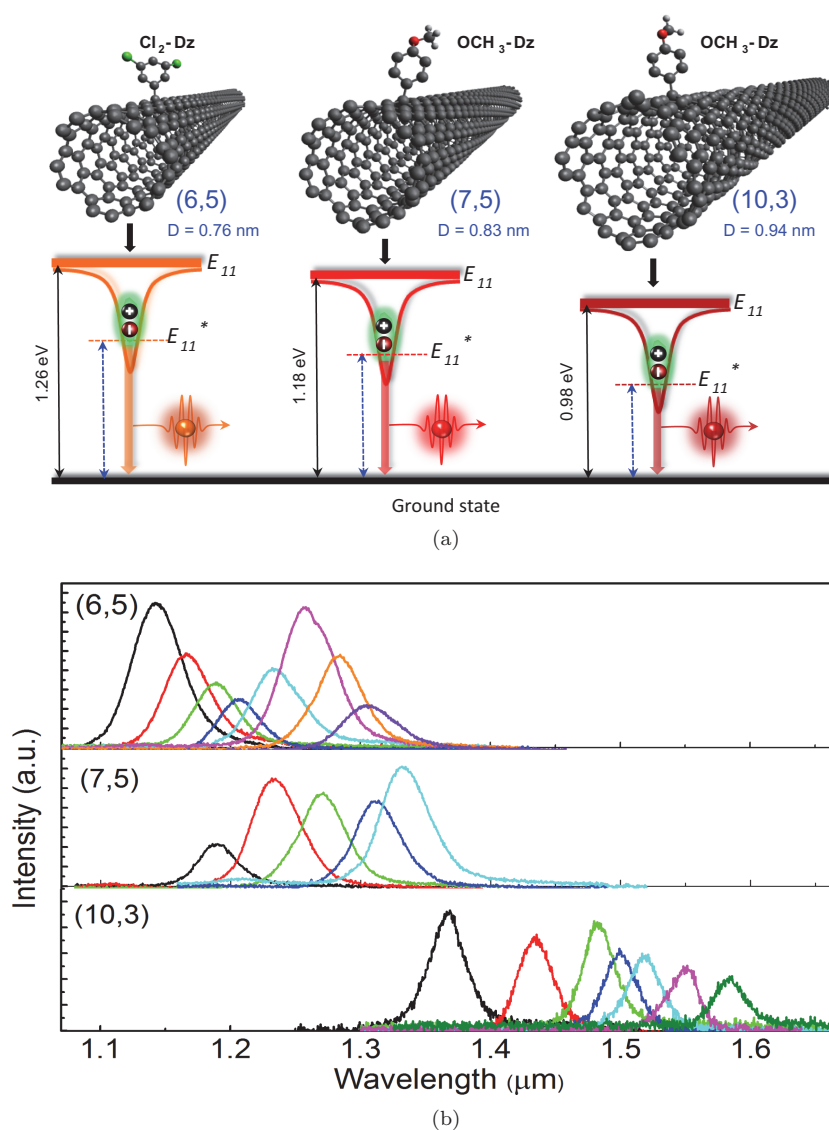 Cl2-Dz OCH3-Dz OCH3-Dz
(6,5) (7,5) (10,3)
D = 0.76 nm D = 0.83 nm D = 0.94 nm
E11 E11 E11
E11* E11* E11*
1.26 eV 1.18 eV 0.98 eV
Ground state
(a)
(6,5)
(7,5)
(10,3)
Intensity (a.u.)
1.1 1.2 1.3 1.4 1.5 1.6
Wavelength (μm)
(b)